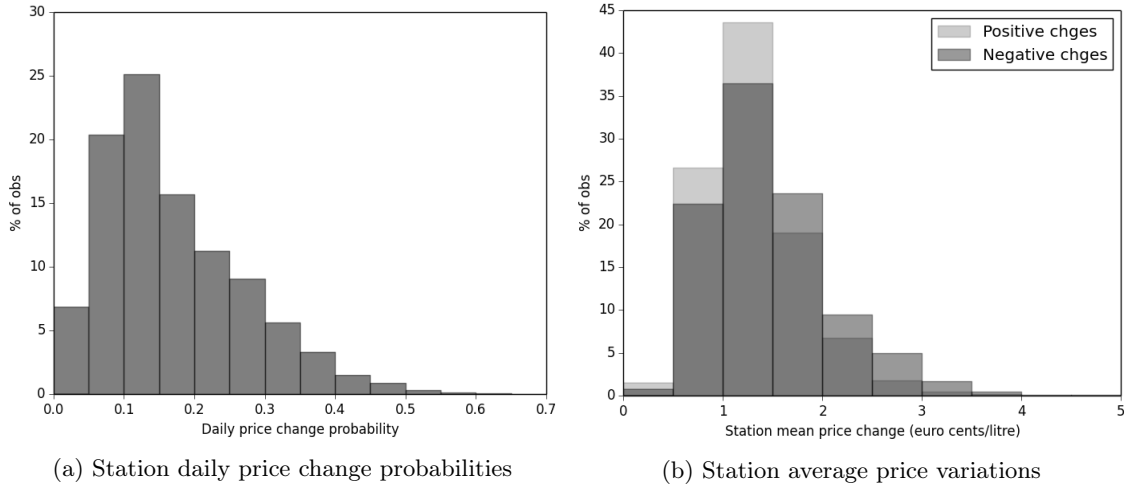 30
25
20
15
10
5
0
% of obs
0.0 0.1 0.2 0.3 0.4 0.5 0.6 0.7
Daily price change probability
(a) Station daily price change probabilities
45
40
35
30
25
20
15
10
5
0
% of obs
Positive chges
Negative chges
0 1 2 3 4 5
Station mean price change (euro cents/litre)
(b) Station average price variations